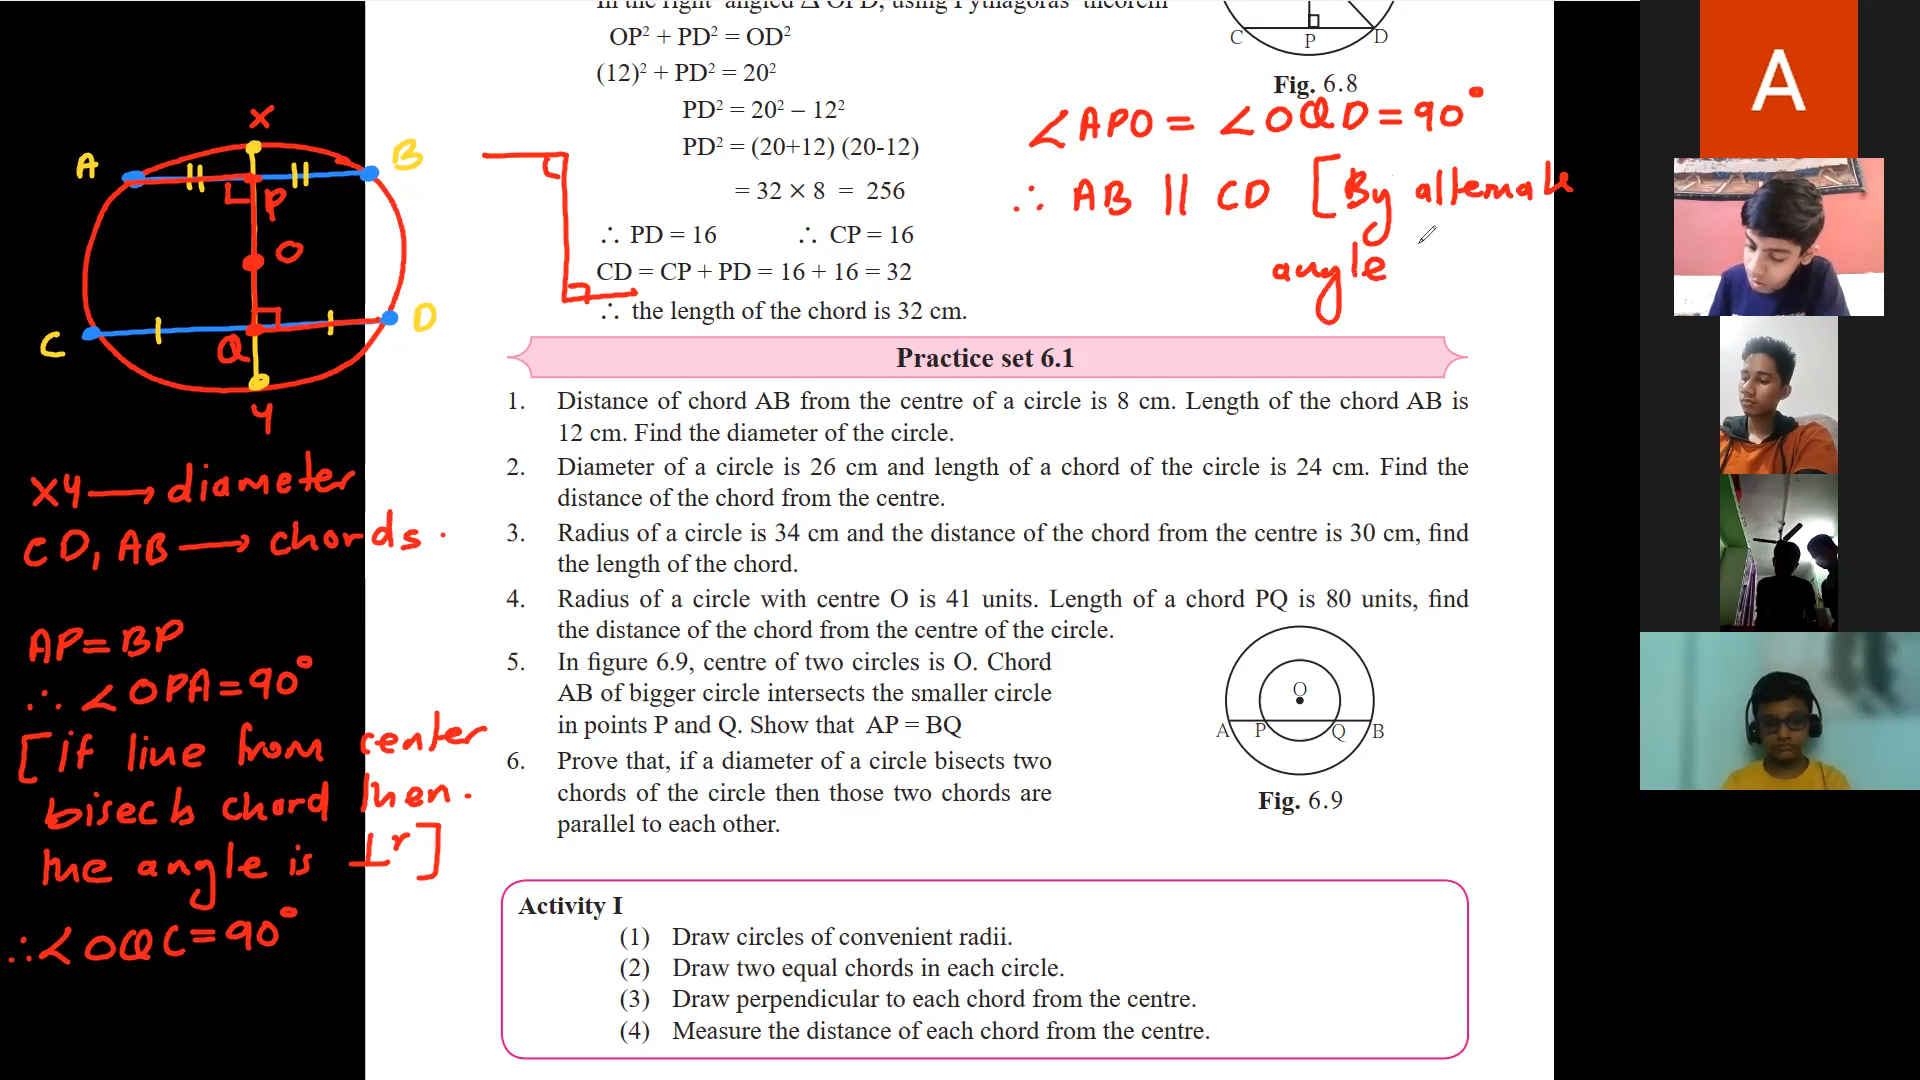 In the right angled Δ OPD, using Pythagoras' theorem
OP² + PD² = OD²
(12)² + PD² = 20²
PD² = 20² – 12²
PD² = (20+12) (20-12)
= 32 × 8 = 256
∴ PD = 16 ∴ CP = 16
CD = CP + PD = 16 + 16 = 32
∴ the length of the chord is 32 cm.
C P D
Fig. 6.8
∠APO = ∠OQD = 90°
∴ AB || CD [By alternate
angle
X
A B
P
O
C Q D
Y
XY → diameter
CD, AB → chords.
AP = BP
∴ ∠OPA = 90°
[if line from center
bisects chord then.
the angle is ⊥r]
∴ ∠OQC = 90°
Practice set 6.1
1. Distance of chord AB from the centre of a circle is 8 cm. Length of the chord AB is
12 cm. Find the diameter of the circle.
2. Diameter of a circle is 26 cm and length of a chord of the circle is 24 cm. Find the
distance of the chord from the centre.
3. Radius of a circle is 34 cm and the distance of the chord from the centre is 30 cm, find
the length of the chord.
4. Radius of a circle with centre O is 41 units. Length of a chord PQ is 80 units, find
the distance of the chord from the centre of the circle.
5. In figure 6.9, centre of two circles is O. Chord
AB of bigger circle intersects the smaller circle
in points P and Q. Show that AP = BQ
6. Prove that, if a diameter of a circle bisects two
chords of the circle then those two chords are
parallel to each other.
O
A P Q B
Fig. 6.9
Activity I
(1) Draw circles of convenient radii.
(2) Draw two equal chords in each circle.
(3) Draw perpendicular to each chord from the centre.
(4) Measure the distance of each chord from the centre.
A